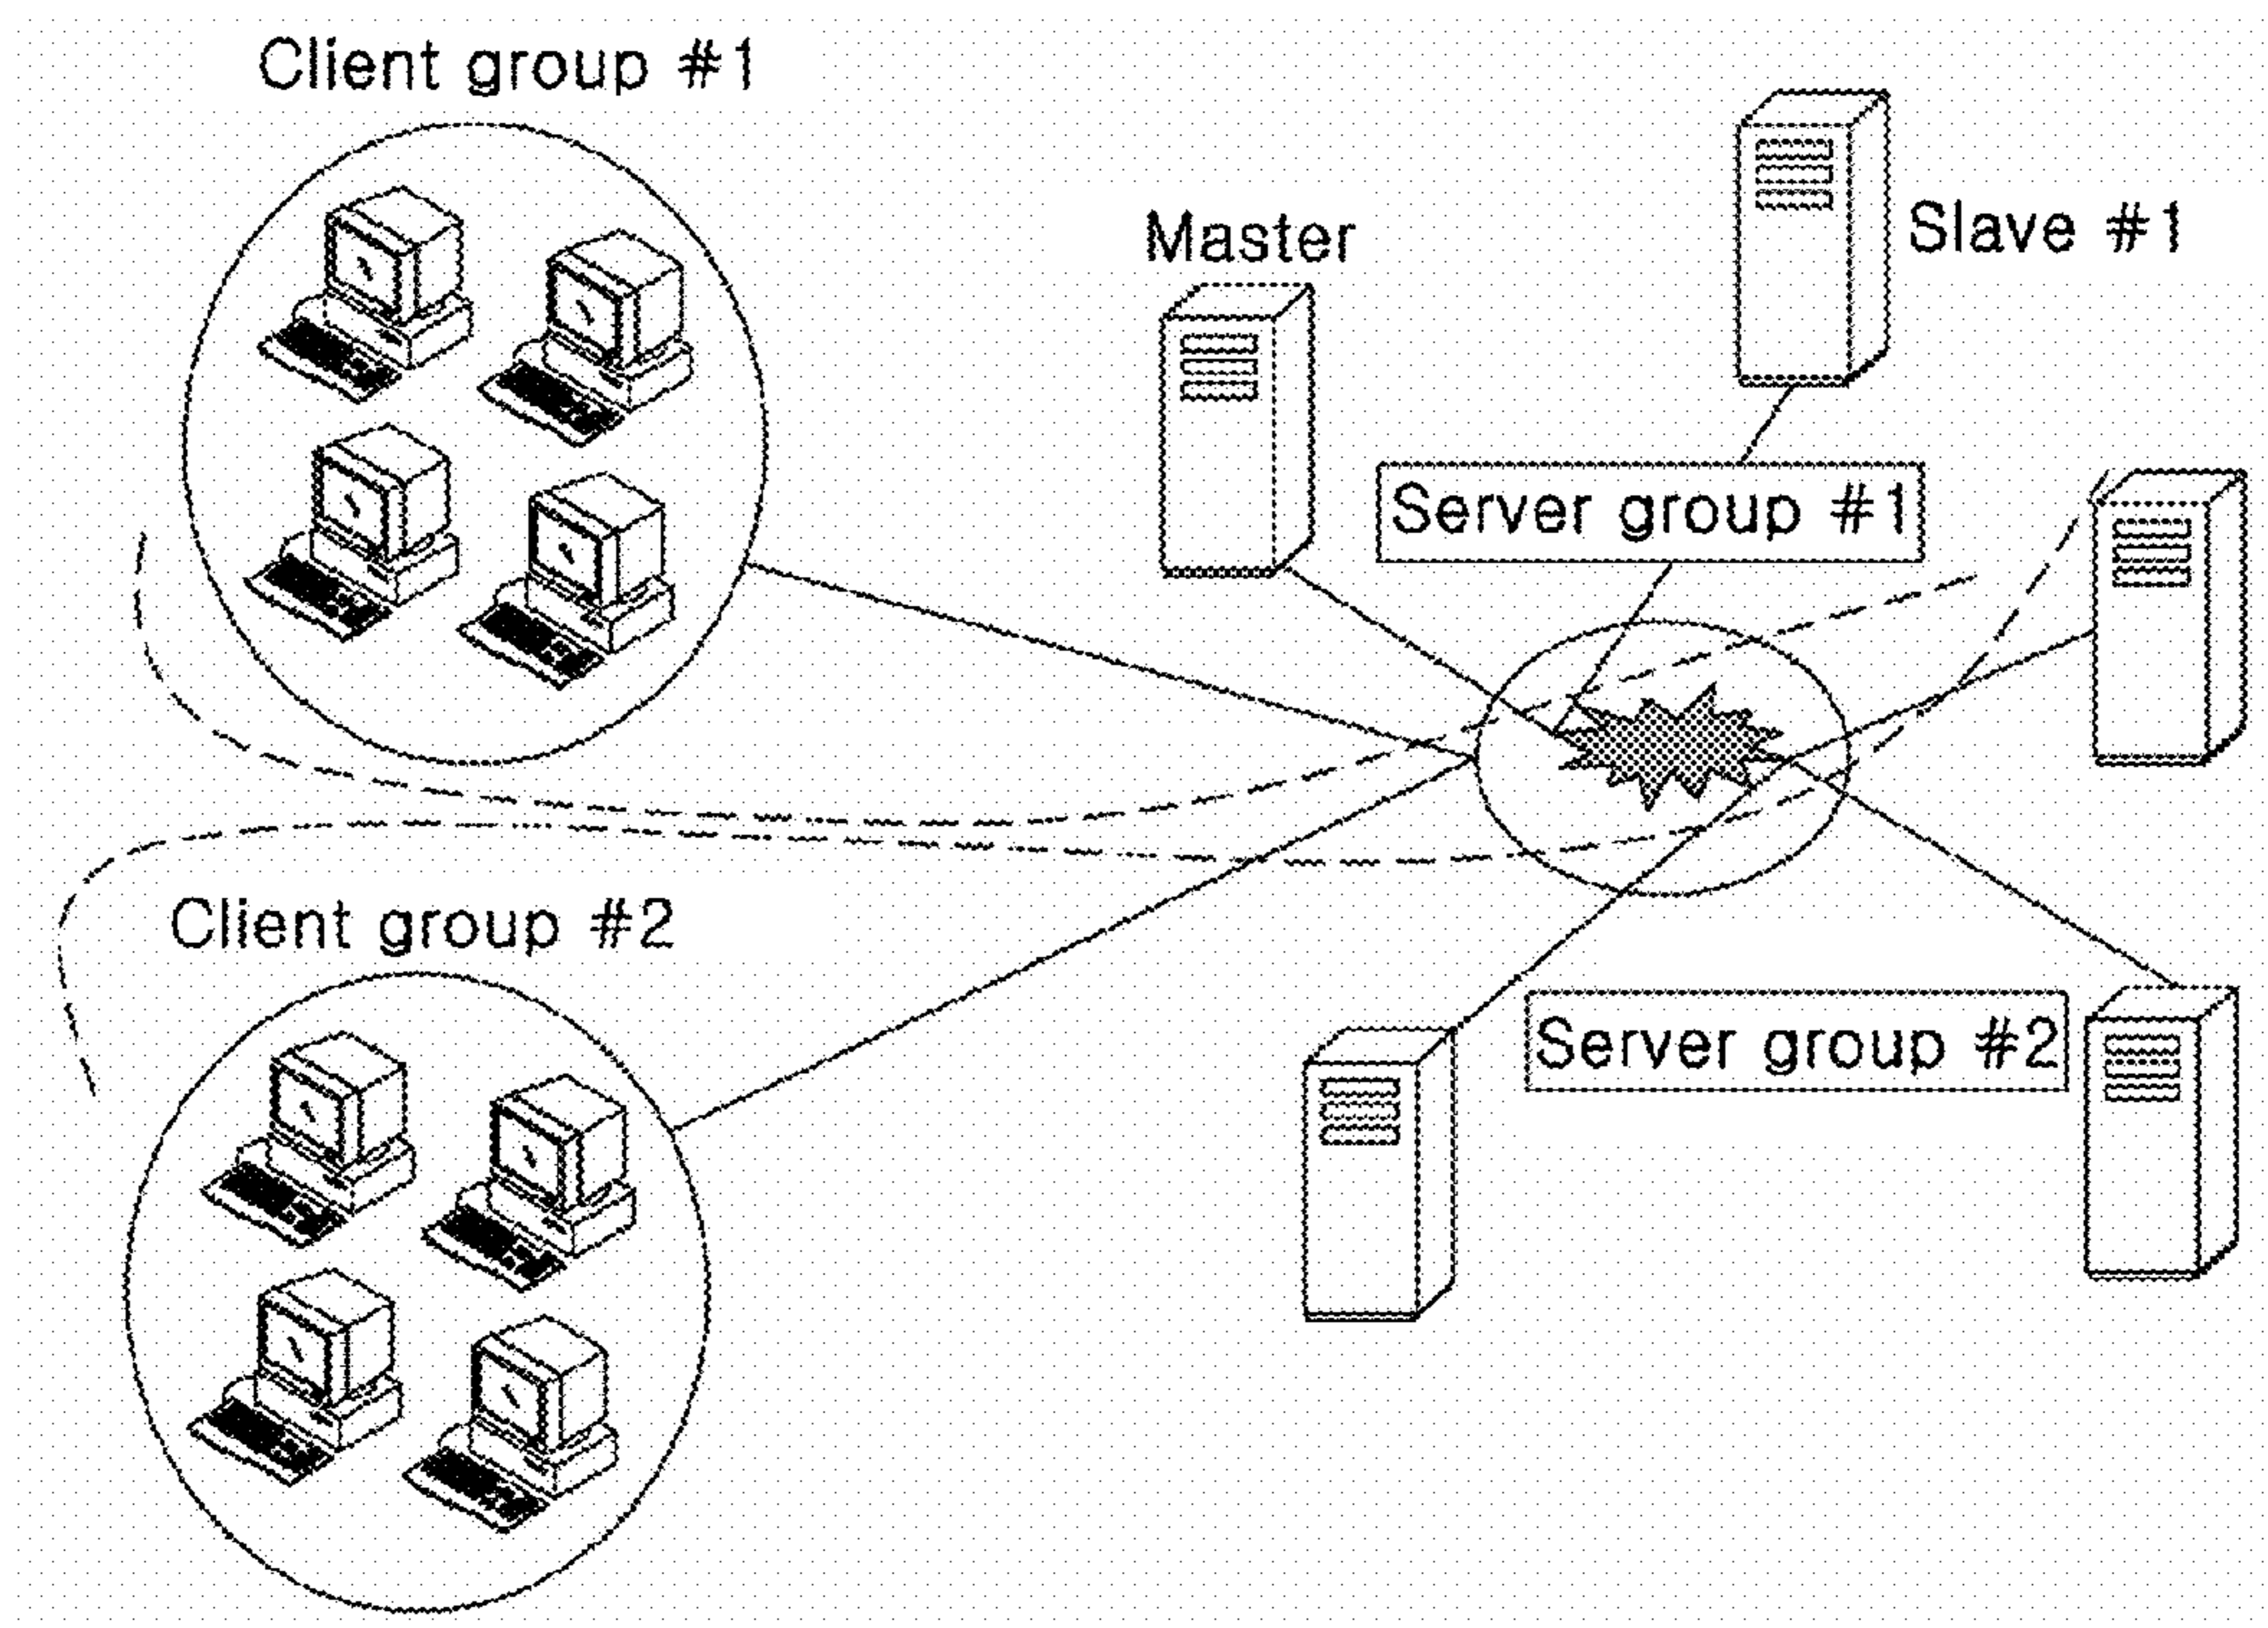 Client group #1
Master
Slave #1
Server group #1
Client group #2
Server group #2